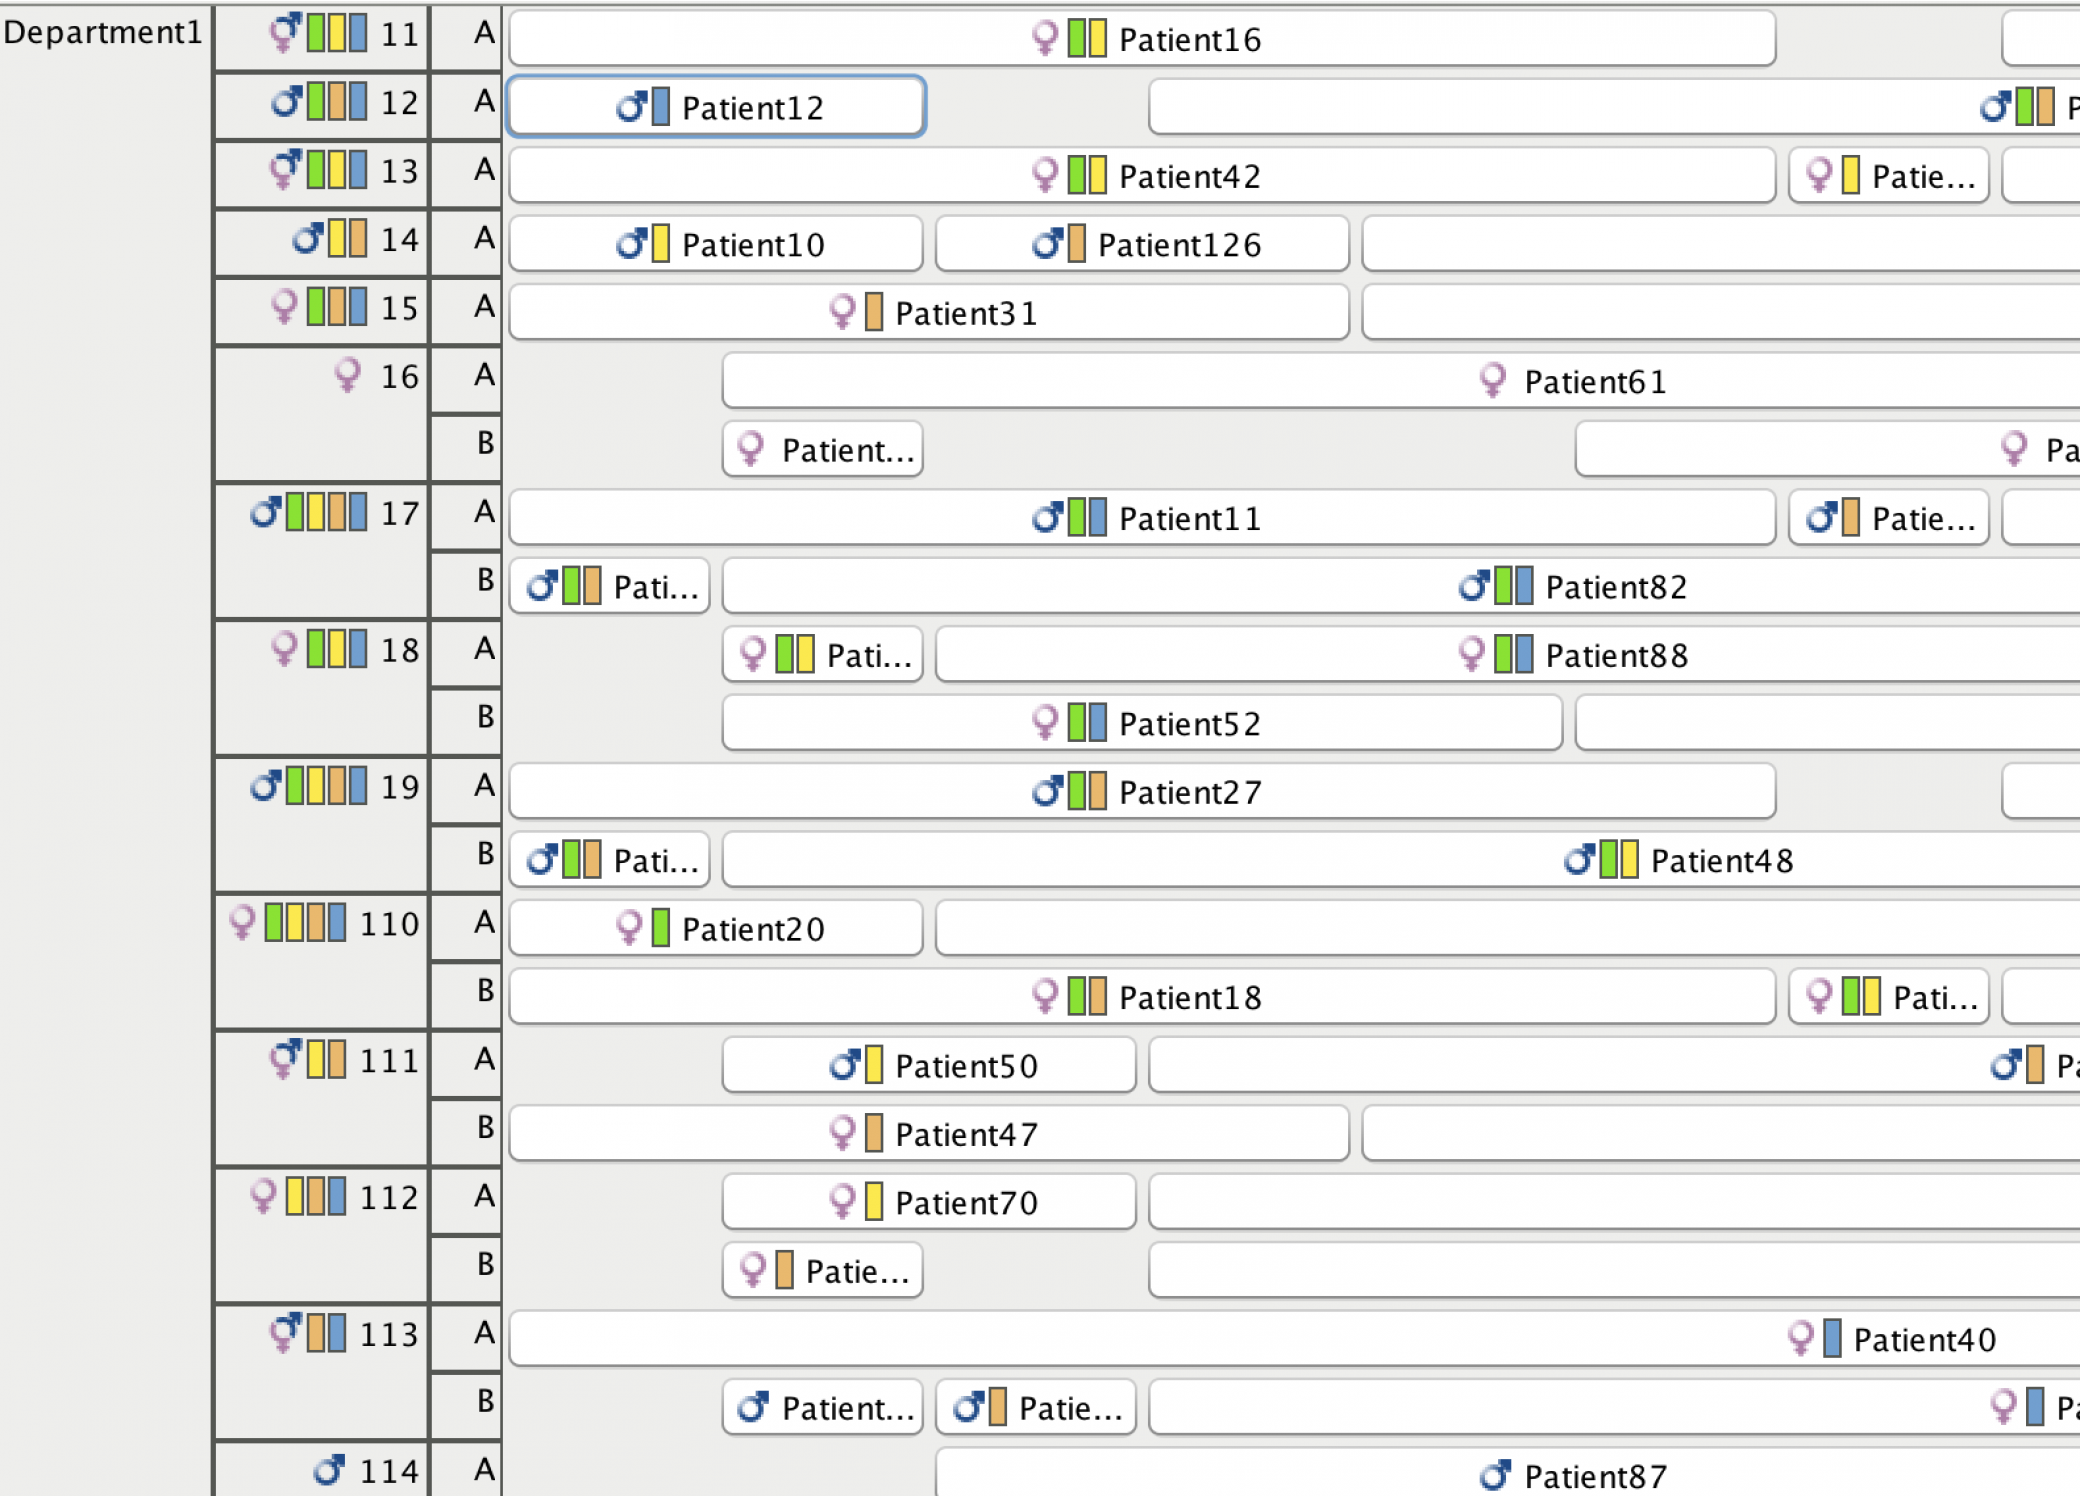 Department1 11 A Patient16
12 A Patient12 P
13 A Patient42 Patie...
14 A Patient10 Patient126
15 A Patient31
16 A Patient61
B Patient... Pa
17 A Patient11 Patie...
B Pati... Patient82
18 A Pati... Patient88
B Patient52
19 A Patient27
B Pati... Patient48
110 A Patient20
B Patient18 Pati...
111 A Patient50 Pa
B Patient47
112 A Patient70
B Patie...
113 A Patient40
B Patient... Patie... Pa
114 A Patient87